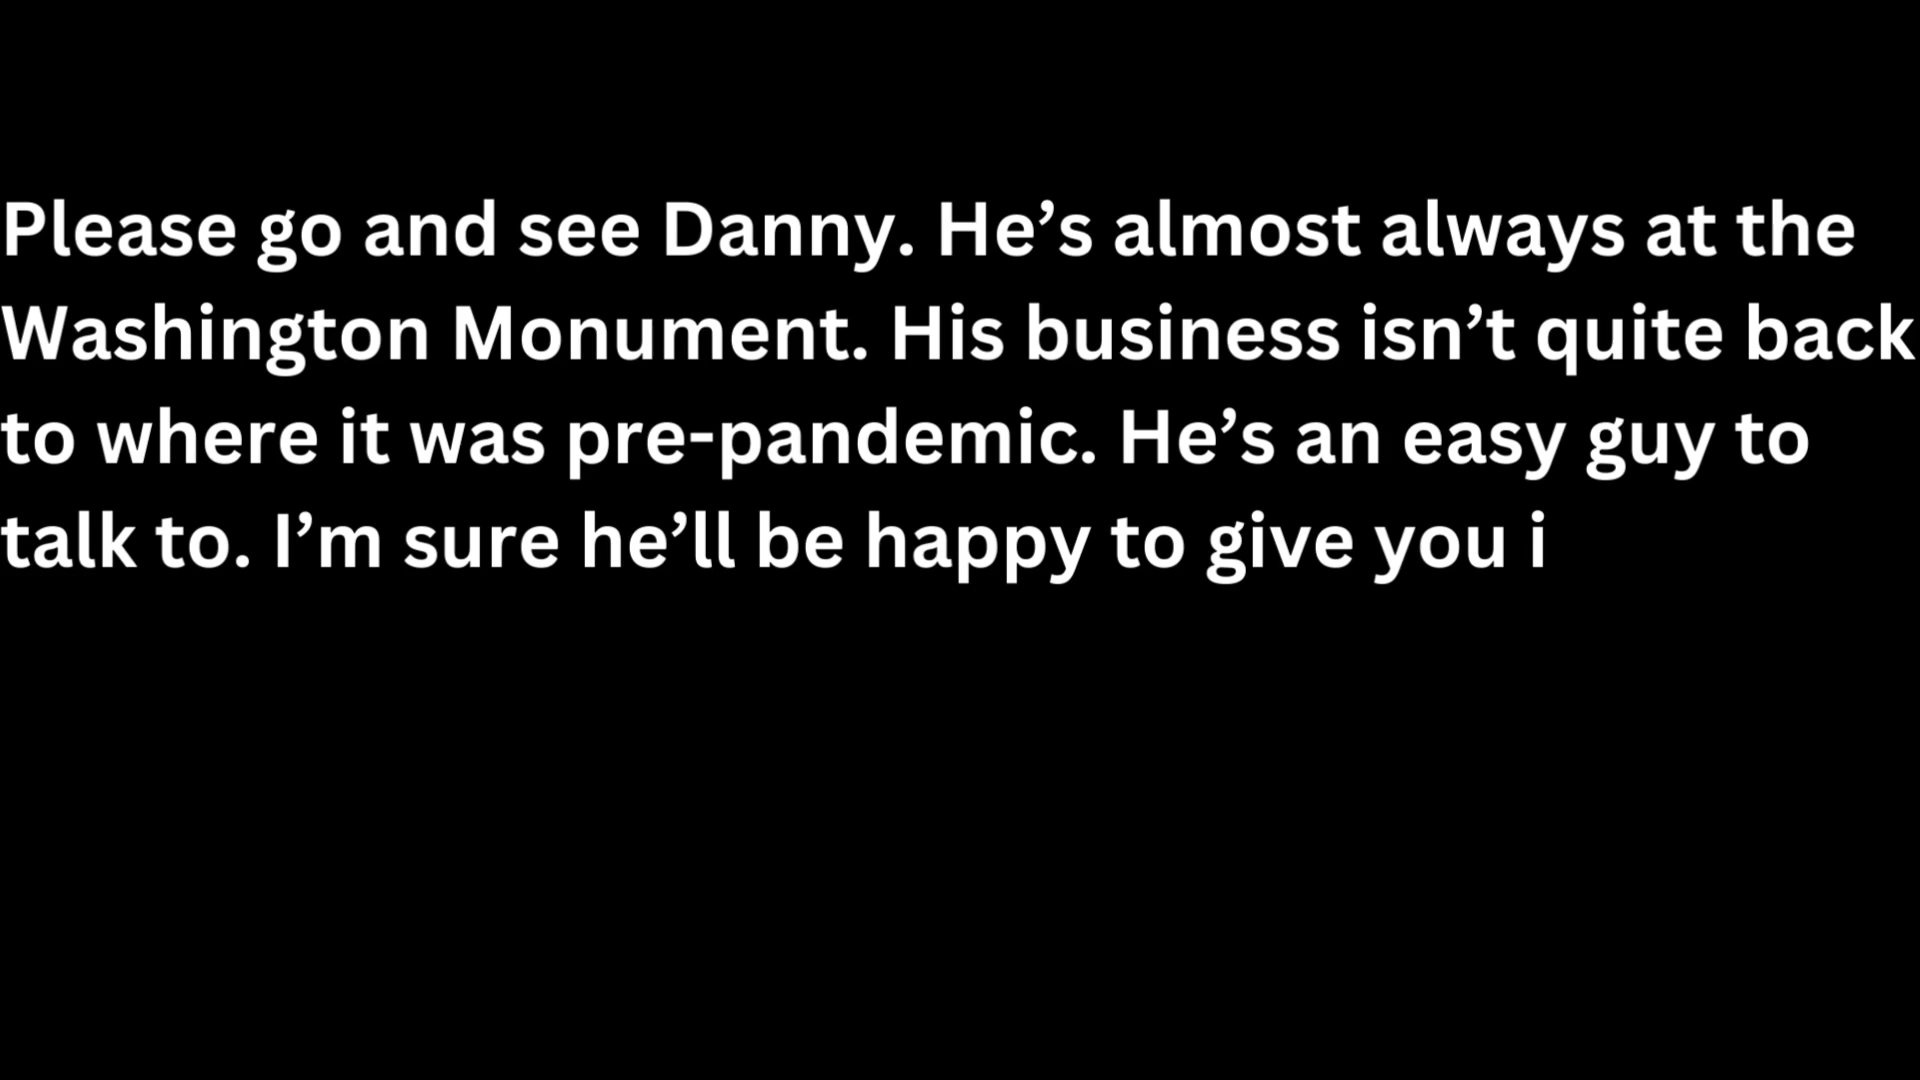 Please go and see Danny. He’s almost always at the
Washington Monument. His business isn’t quite back
to where it was pre-pandemic. He’s an easy guy to
talk to. I’m sure he’ll be happy to give you i